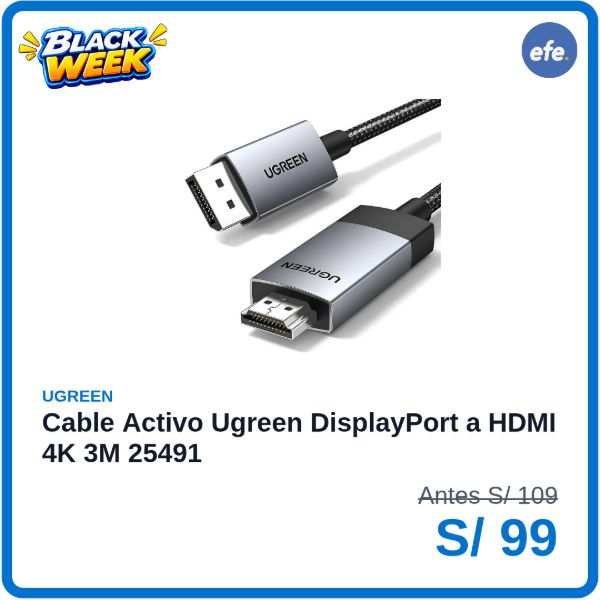 BLACK
WEEK
efe.
UGREEN
UGREEN
UGREEN
Cable Activo Ugreen DisplayPort a HDMI
4K 3M 25491
Antes S/ 109
S/ 99